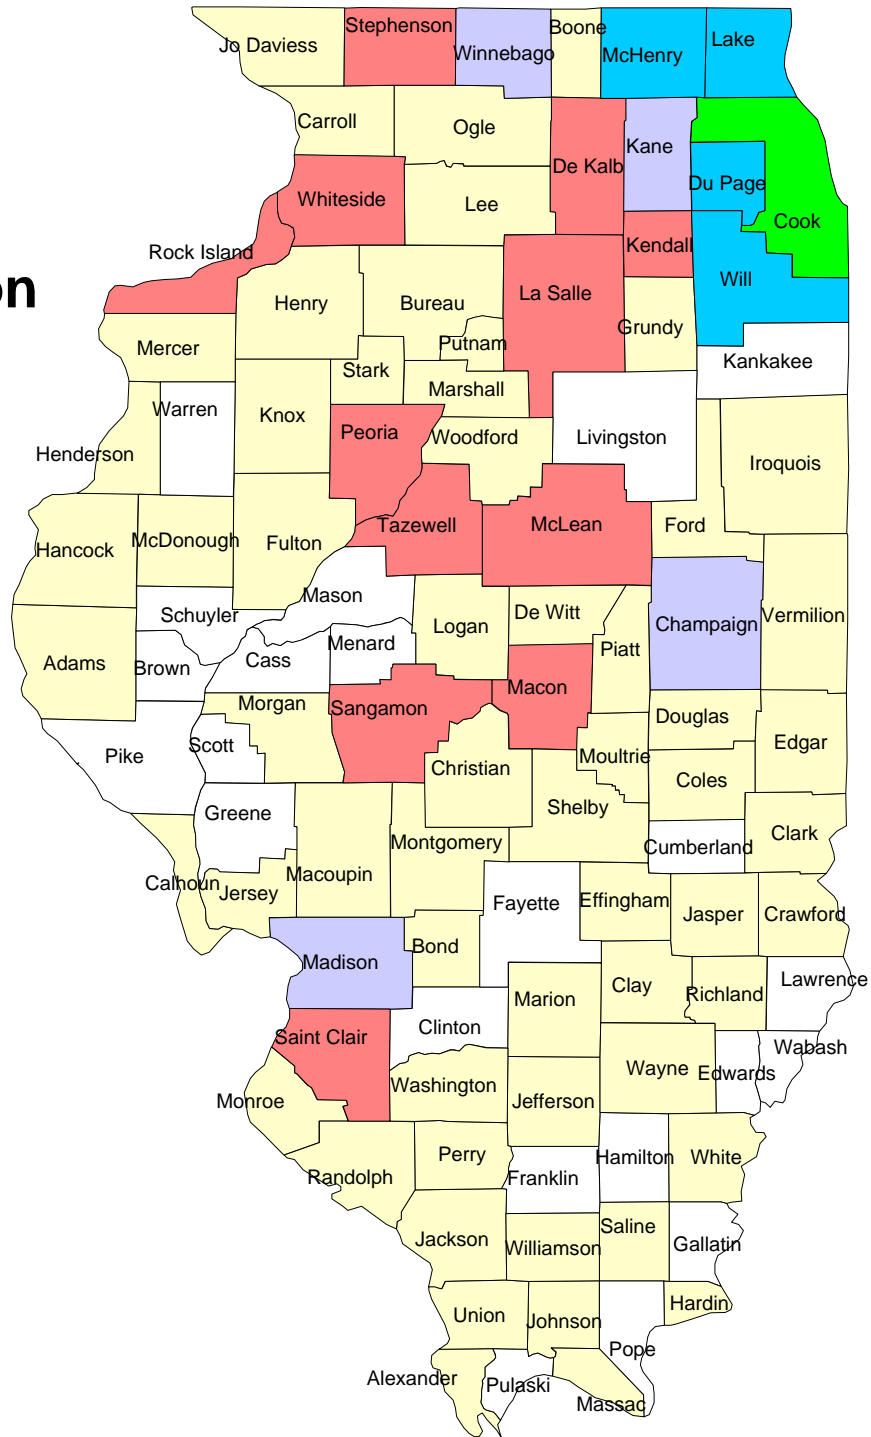 Jo Daviess
Stephenson
Winnebago
Boone
McHenry
Lake
Carroll
Ogle
De Kalb
Kane
Du Page
Cook
Whiteside
Lee
Kendall
Rock Island
on
Henry
Bureau
La Salle
Will
Grundy
Putnam
Mercer
Kankakee
Stark
Marshall
Warren
Knox
Peoria
Woodford
Livingston
Henderson
Iroquois
Hancock
McDonough
Fulton
Tazewell
McLean
Ford
Mason
Schuyler
Logan
De Witt
Champaign
Vermilion
Menard
Piatt
Adams
Brown
Cass
Morgan
Sangamon
Macon
Douglas
Pike
Scott
Christian
Moultrie
Edgar
Coles
Greene
Shelby
Montgomery
Cumberland
Clark
Calhoun
Jersey
Macoupin
Fayette
Effingham
Jasper
Crawford
Madison
Bond
Marion
Clay
Richland
Lawrence
Saint Clair
Clinton
Wabash
Washington
Wayne
Edwards
Monroe
Jefferson
Randolph
Perry
Franklin
Hamilton
White
Jackson
Williamson
Saline
Gallatin
Union
Johnson
Hardin
Pope
Alexander
Pulaski
Massac